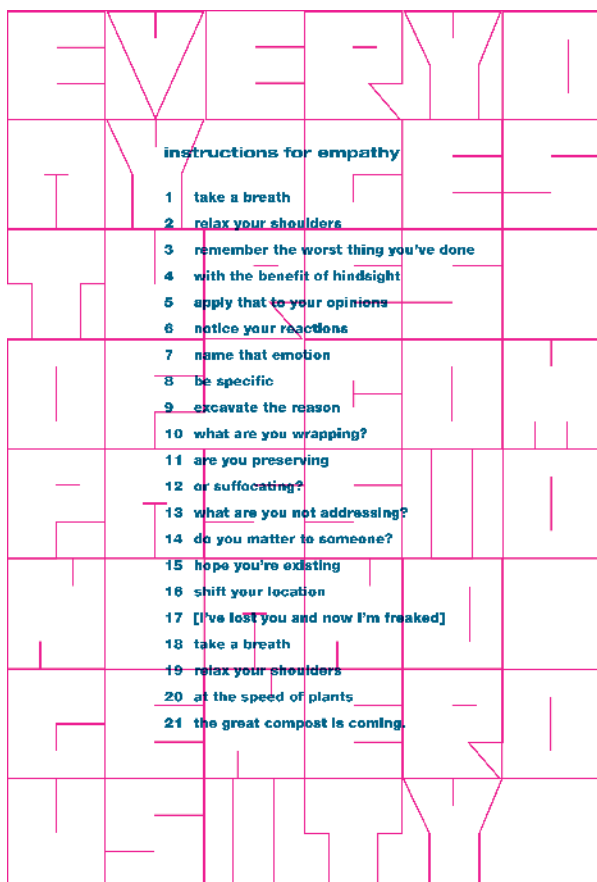 instructions for empathy
1 take a breath
2 relax your shoulders
3 remember the worst thing you've done
4 with the benefit of hindsight
5 apply that to your opinions
6 notice your reactions
7 name that emotion
8 be specific
9 excavate the reason
10 what are you wrapping?
11 are you preserving
12 or suffocating?
13 what are you not addressing?
14 do you matter to someone?
15 hope you're existing
16 shift your location
17 [I've lost you and now I'm freaked]
18 take a breath
19 relax your shoulders
20 at the speed of plants
21 the great compost is coming.